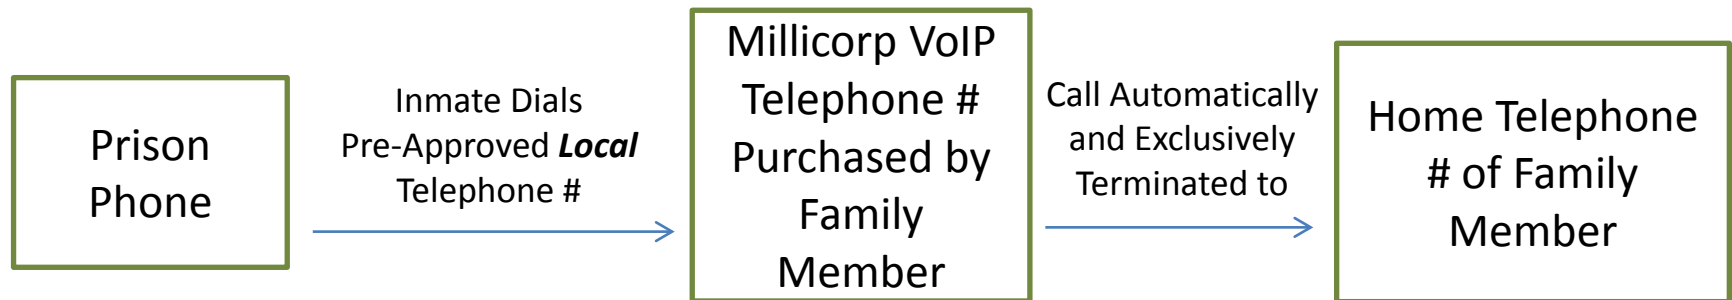 Prison
Phone
Inmate Dials
Pre-Approved Local
Telephone #
Millicorp VoIP
Telephone #
Purchased by
Family
Member
Call Automatically
and Exclusively
Terminated to
Home Telephone
# of Family
Member